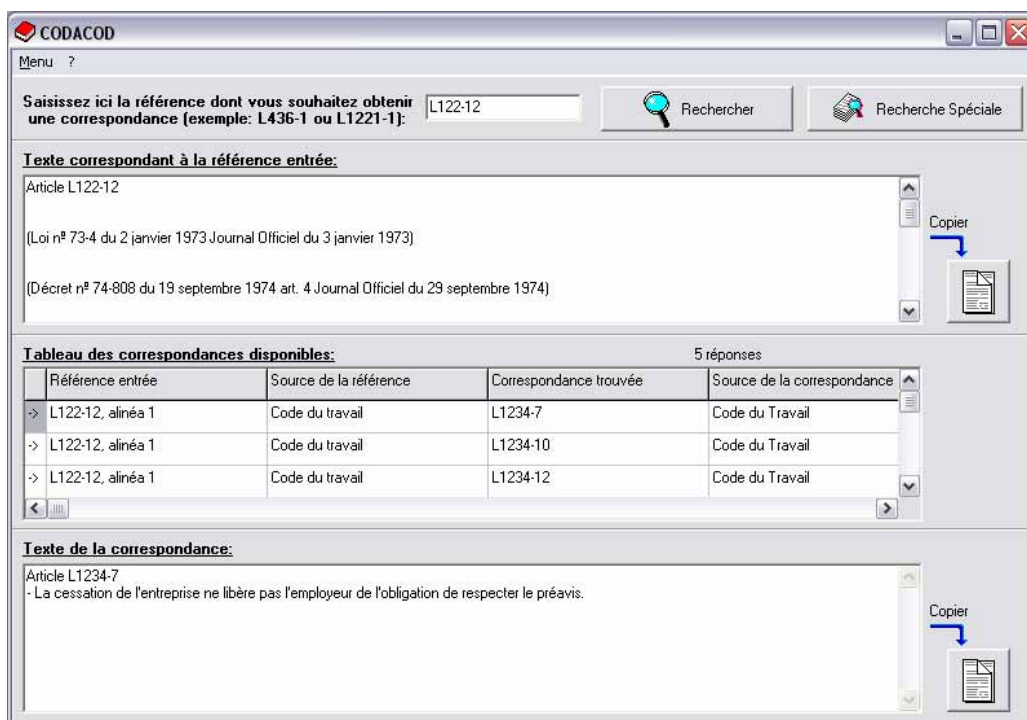 CODACOD
Menu ?
Saisissez ici la référence dont vous souhaitez obtenir
une correspondance (exemple: L436-1 ou L1221-1):
L122-12
Rechercher
Recherche Spéciale
Texte correspondant à la référence entrée:
Article L122-12
(Loi nº 73-4 du 2 janvier 1973 Journal Officiel du 3 janvier 1973)
(Décret nº 74-808 du 19 septembre 1974 art. 4 Journal Officiel du 29 septembre 1974)
Copier
Tableau des correspondances disponibles: 5 réponses
Référence entrée Source de la référence Correspondance trouvée Source de la correspondance
-> L122-12, alinéa 1 Code du travail L1234-7 Code du Travail
-> L122-12, alinéa 1 Code du travail L1234-10 Code du Travail
-> L122-12, alinéa 1 Code du travail L1234-12 Code du Travail
Texte de la correspondance:
Article L1234-7
- La cessation de l'entreprise ne libère pas l'employeur de l'obligation de respecter le préavis.
Copier